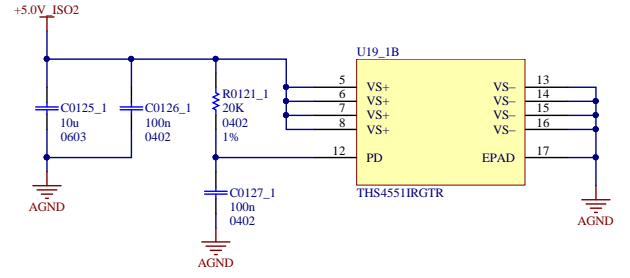 +5.0V_ISO2
U19_1B
5 VS+ VS- 13
6 VS+ VS- 14
7 VS+ VS- 15
8 VS+ VS- 16
12 PD EPAD 17
THS4551IRGTR
C0125_1
10u
0603
C0126_1
100n
0402
R0121_1
20K
0402
1%
C0127_1
100n
0402
AGND
AGND
AGND